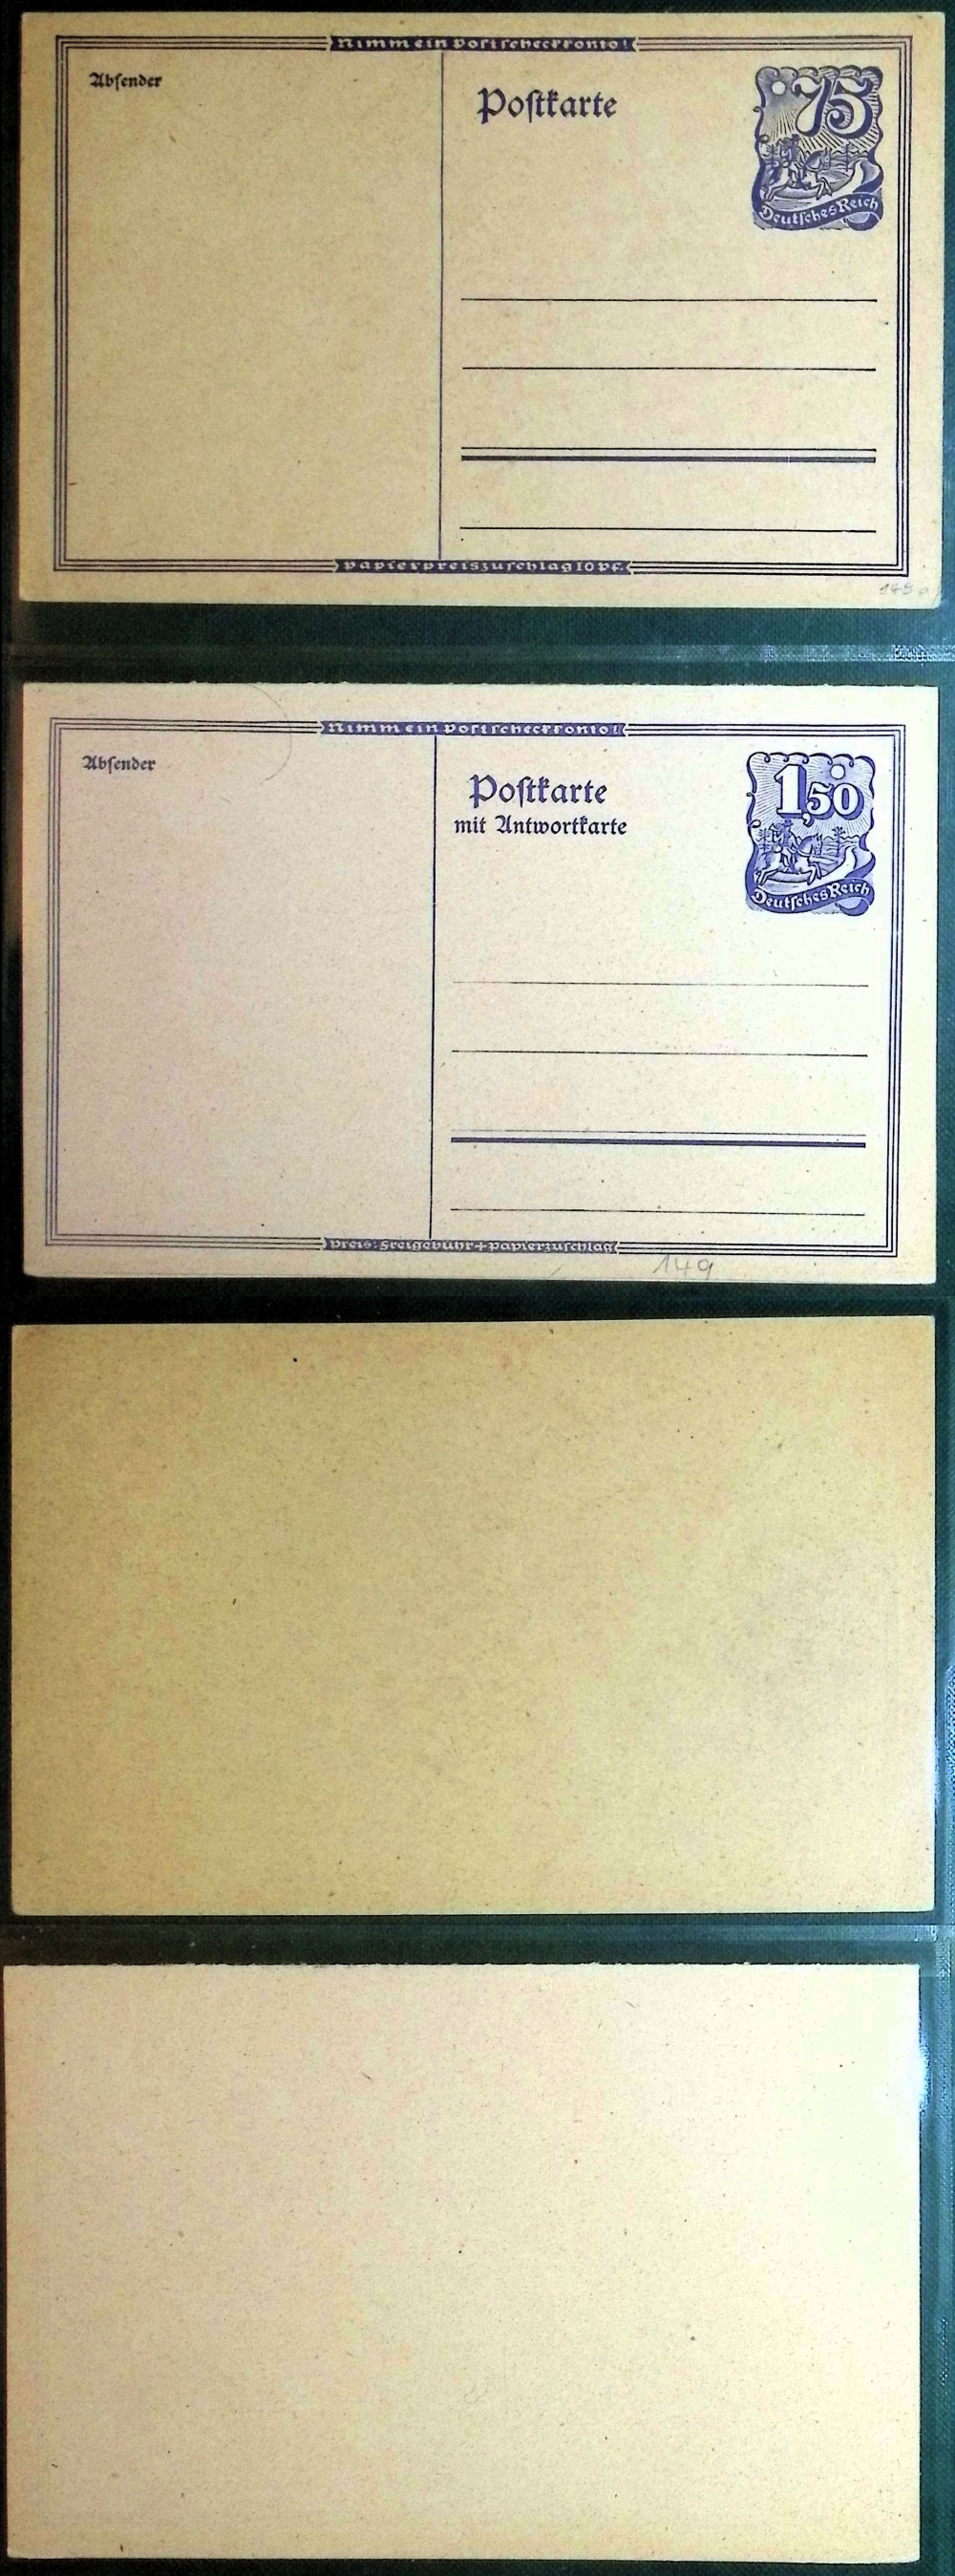 Nimm ein Postscheckkonto!
Abſender
Poſtkarte
75
Deutſches Reich
Papierpreiszuschlag 10 Pf.
Nimm ein Postscheckkonto!
Abſender
Poſtkarte
mit Antwortkarte
1,50
Deutſches Reich
Preis: Freigebühr + Papierzuschlag
149